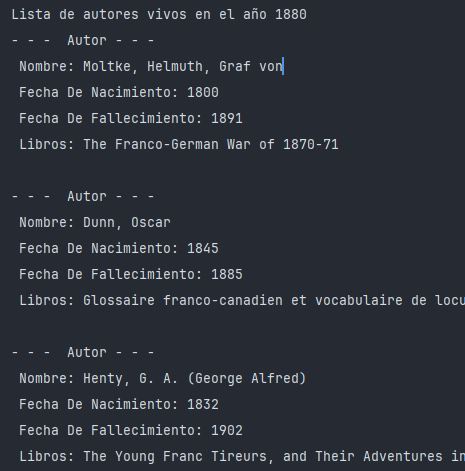 Lista de autores vivos en el año 1880
- - -  Autor - - -
Nombre: Moltke, Helmuth, Graf von
Fecha De Nacimiento: 1800
Fecha De Fallecimiento: 1891
Libros: The Franco-German War of 1870-71
- - -  Autor - - -
Nombre: Dunn, Oscar
Fecha De Nacimiento: 1845
Fecha De Fallecimiento: 1885
Libros: Glossaire franco-canadien et vocabulaire de locu
- - -  Autor - - -
Nombre: Henty, G. A. (George Alfred)
Fecha De Nacimiento: 1832
Fecha De Fallecimiento: 1902
Libros: The Young Franc Tireurs, and Their Adventures in